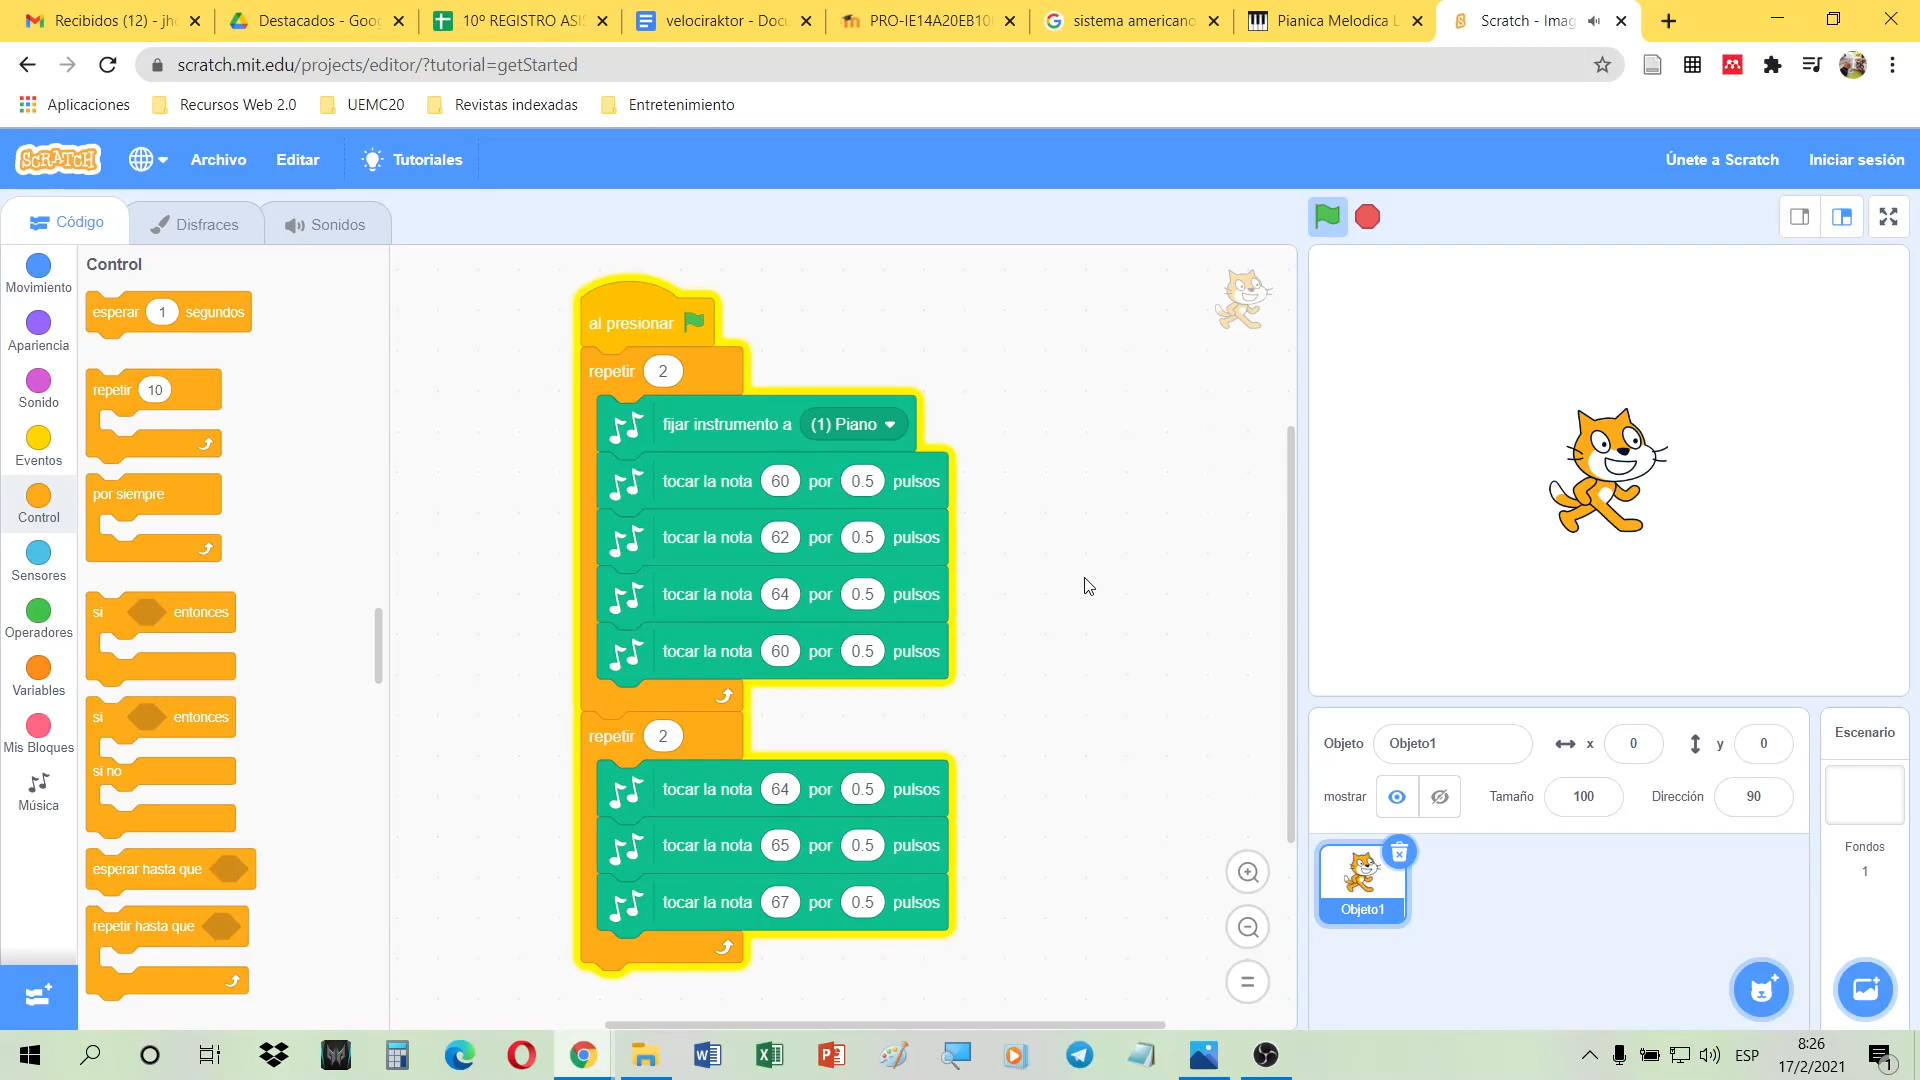 Recibidos (12) - jh
Destacados - Goog
10º REGISTRO ASI
velociraktor - Docu
PRO-IE14A20EB10
sistema americano
Pianica Melodica L
Scratch - Imag
scratch.mit.edu/projects/editor/?tutorial=getStarted
Aplicaciones
Recursos Web 2.0
UEMC20
Revistas indexadas
Entretenimiento
SCRATCH
Archivo
Editar
Tutoriales
Únete a Scratch
Iniciar sesión
Código
Disfraces
Sonidos
Movimiento
Apariencia
Sonido
Eventos
Control
Sensores
Operadores
Variables
Mis Bloques
Música
Control
esperar 1 segundos
repetir 10
por siempre
si entonces
si entonces
si no
esperar hasta que
repetir hasta que
al presionar
repetir 2
fijar instrumento a (1) Piano
tocar la nota 60 por 0.5 pulsos
tocar la nota 62 por 0.5 pulsos
tocar la nota 64 por 0.5 pulsos
tocar la nota 60 por 0.5 pulsos
repetir 2
tocar la nota 64 por 0.5 pulsos
tocar la nota 65 por 0.5 pulsos
tocar la nota 67 por 0.5 pulsos
Objeto Objeto1 x 0 y 0
mostrar Tamaño 100 Dirección 90
Objeto1
Escenario
Fondos
1
ESP
8:26
17/2/2021
1